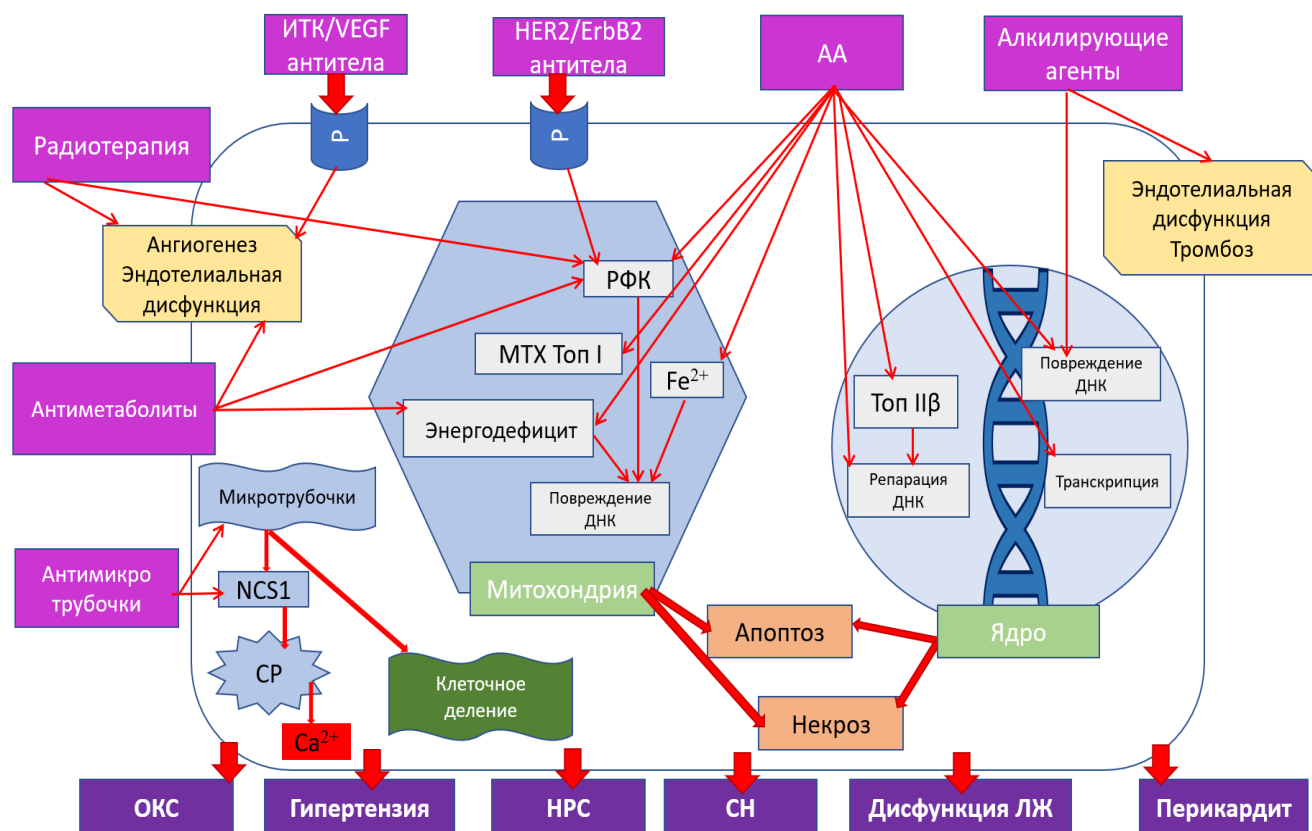 ИТК/VEGF
антитела
HER2/ErbB2
антитела
АА
Алкилирующие
агенты
Р
Р
Радиотерапия
Эндотелиальная
дисфункция
Тромбоз
Ангиогенез
Эндотелиальная
дисфункция
РФК
МТХ Топ I
Fe²⁺
Повреждение
ДНК
Топ IIβ
Антиметаболиты
Энергодефицит
Повреждение
ДНК
Репарация
ДНК
Транскрипция
Микротрубочки
Антимикро
трубочки
NCS1
Митохондрия
Апоптоз
Ядро
СР
Клеточное
деление
Некроз
Ca²⁺
ОКС
Гипертензия
НРС
СН
Дисфункция ЛЖ
Перикардит